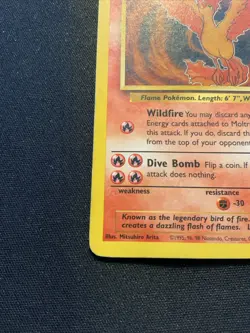 Flame Pokémon. Length: 6' 7", W
Wildfire You may discard any
Energy cards attached to Moltr
this attack. If you do, discard th
from the top of your opponent
Dive Bomb Flip a coin. If
attack does nothing.
weakness resistance
-30
Known as the legendary bird of fire.
creates a dazzling flash of flames.
Illus. Mitsuhiro Arita ©1995, 96, 98 Nintendo, Creatures,